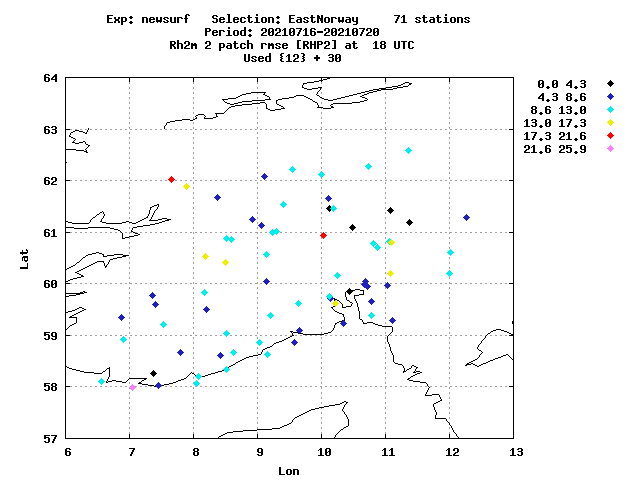 Exp: newsurf Selection: EastNorway 71 stations
Period: 20210716-20210720
Rh2m 2 patch rmse [RHP2] at 18 UTC
Used {12} + 30
0.0 4.3
4.3 8.6
8.6 13.0
13.0 17.3
17.3 21.6
21.6 25.9
64
63
62
61
60
59
58
57
Lat
6 7 8 9 10 11 12 13
Lon